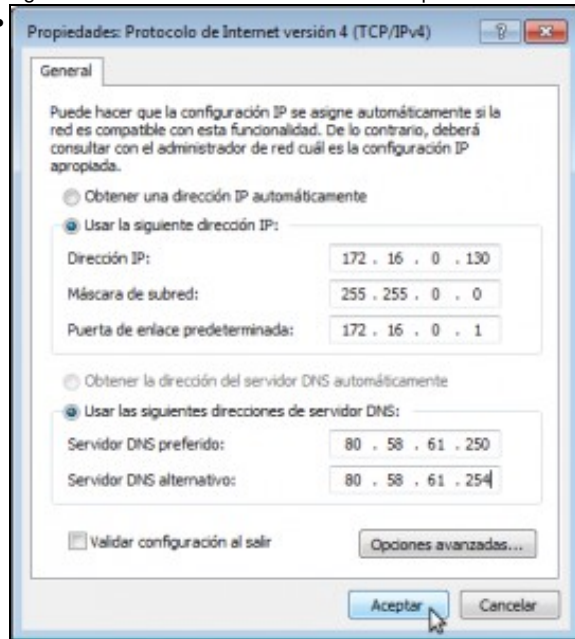 Propiedades: Protocolo de Internet versión 4 (TCP/IPv4)
General
Puede hacer que la configuración IP se asigne automáticamente si la
red es compatible con esta funcionalidad. De lo contrario, deberá
consultar con el administrador de red cuál es la configuración IP
apropiada.
Obtener una dirección IP automáticamente
Usar la siguiente dirección IP:
Dirección IP: 172 . 16 . 0 . 130
Máscara de subred: 255 . 255 . 0 . 0
Puerta de enlace predeterminada: 172 . 16 . 0 . 1
Obtener la dirección del servidor DNS automáticamente
Usar las siguientes direcciones de servidor DNS:
Servidor DNS preferido: 80 . 58 . 61 . 250
Servidor DNS alternativo: 80 . 58 . 61 . 254
Validar configuración al salir
Opciones avanzadas...
Aceptar Cancelar